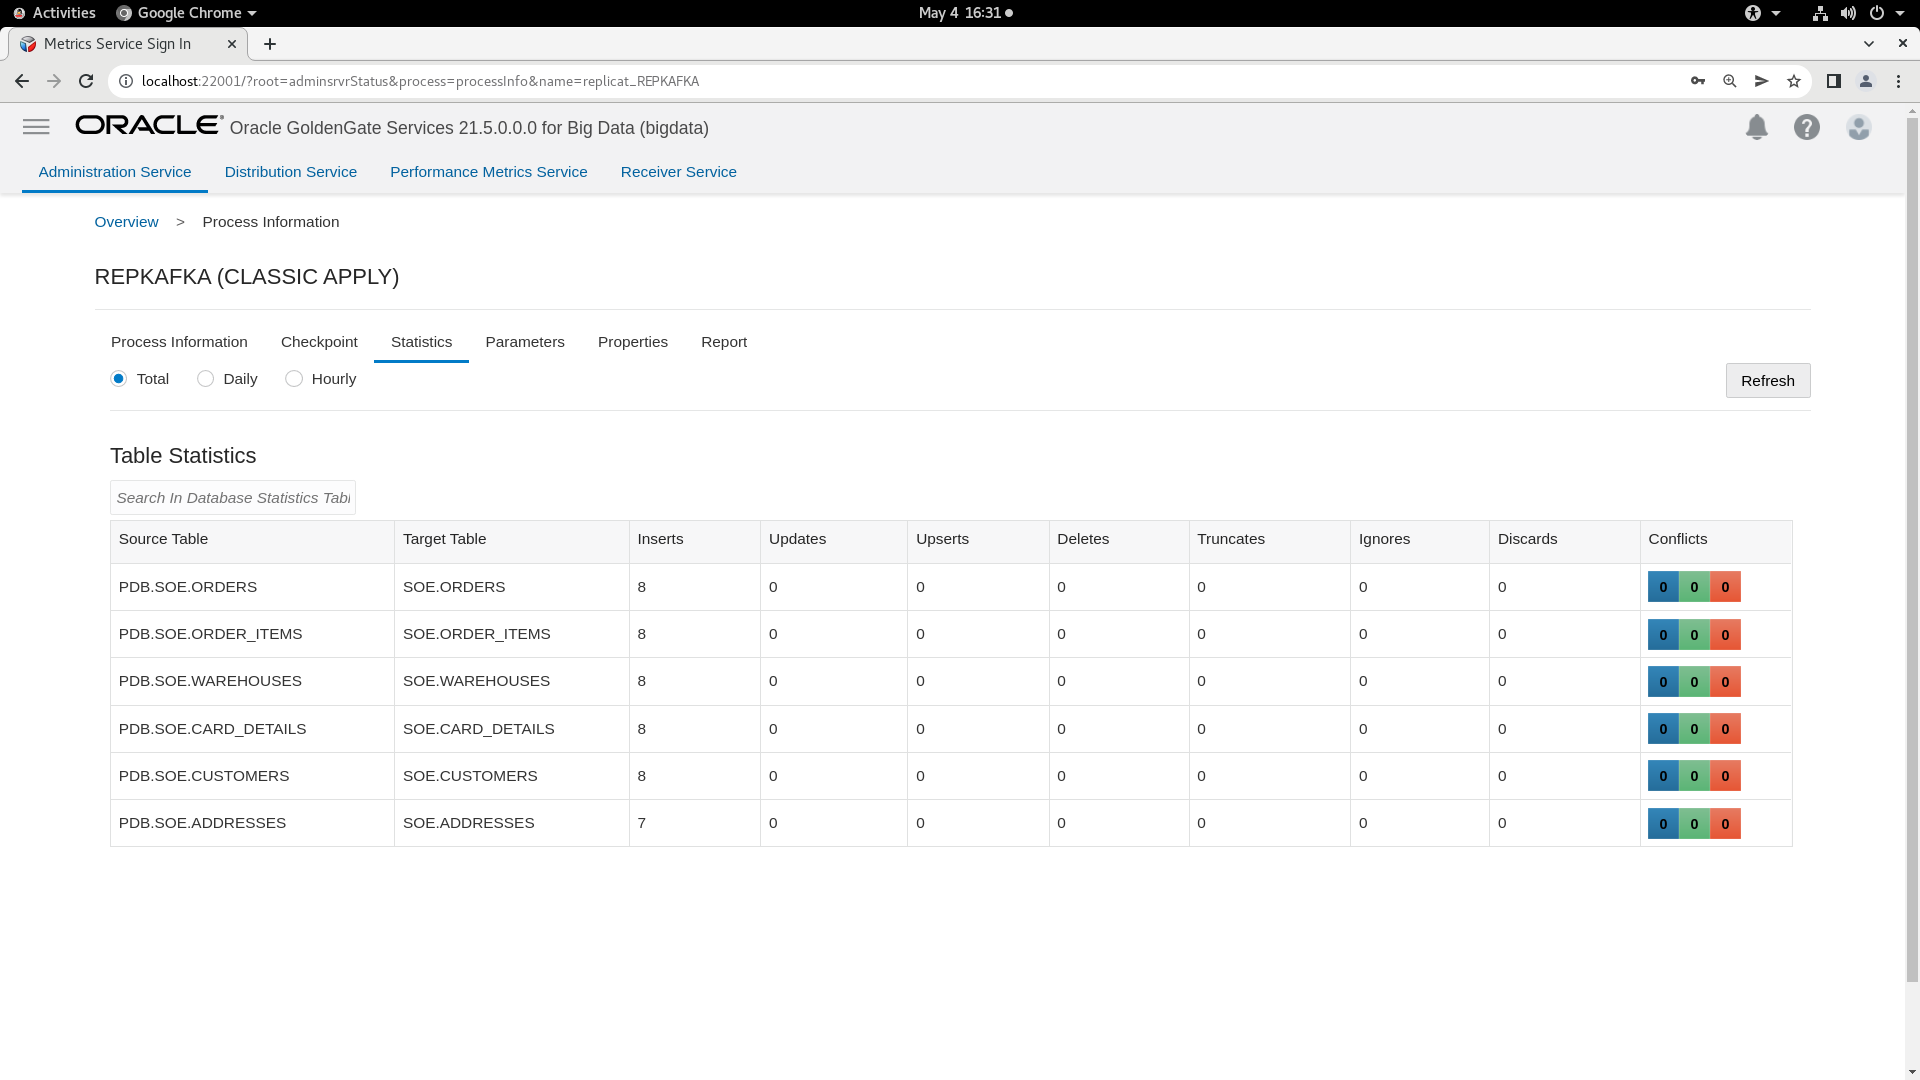 Activities Google Chrome May 4 16:31
Metrics Service Sign In
localhost:22001/?root=adminsrvrStatus&process=processInfo&name=replicat_REPKAFKA
ORACLE® Oracle GoldenGate Services 21.5.0.0.0 for Big Data (bigdata)
Administration Service Distribution Service Performance Metrics Service Receiver Service
Overview > Process Information
REPKAFKA (CLASSIC APPLY)
Process Information Checkpoint Statistics Parameters Properties Report
Total Daily Hourly
Refresh
Table Statistics
Search In Database Statistics Tabl
Source Table Target Table Inserts Updates Upserts Deletes Truncates Ignores Discards Conflicts
PDB.SOE.ORDERS SOE.ORDERS 8 0 0 0 0 0 0 0 0 0
PDB.SOE.ORDER_ITEMS SOE.ORDER_ITEMS 8 0 0 0 0 0 0 0 0 0
PDB.SOE.WAREHOUSES SOE.WAREHOUSES 8 0 0 0 0 0 0 0 0 0
PDB.SOE.CARD_DETAILS SOE.CARD_DETAILS 8 0 0 0 0 0 0 0 0 0
PDB.SOE.CUSTOMERS SOE.CUSTOMERS 8 0 0 0 0 0 0 0 0 0
PDB.SOE.ADDRESSES SOE.ADDRESSES 7 0 0 0 0 0 0 0 0 0